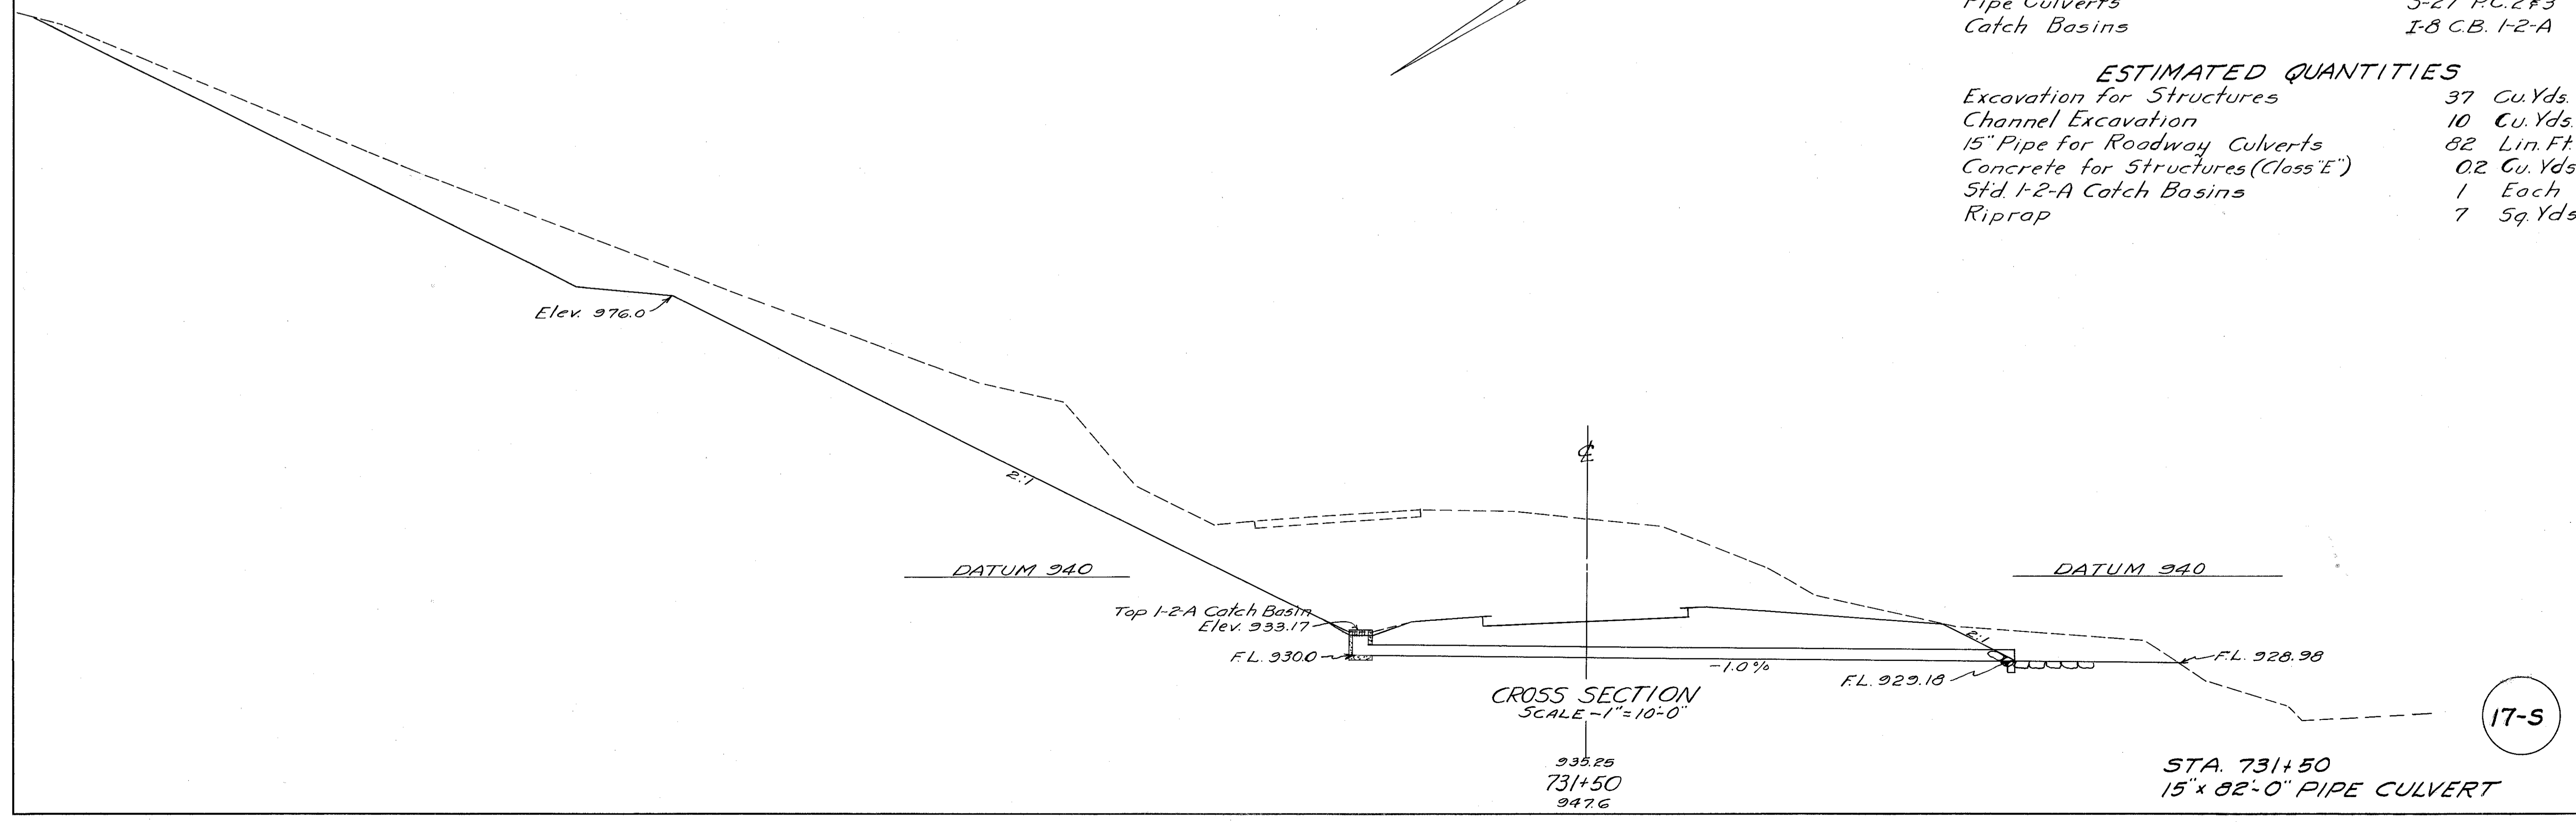 Pipe Culverts S-27 P.C. 2 & 3
Catch Basins I-8 C.B. 1-2-A
ESTIMATED QUANTITIES
Excavation for Structures 37 Cu. Yds.
Channel Excavation 10 Cu. Yds.
15" Pipe for Roadway Culverts 82 Lin. Ft.
Concrete for Structures (Class "E") 0.2 Cu. Yds
Std. 1-2-A Catch Basins 1 Each
Riprap 7 Sq. Yds
Elev. 976.0
2:1
℄
DATUM 940
DATUM 940
Top 1-2-A Catch Basin
Elev. 933.17
F.L. 930.0
2:1
-1.0%
F.L. 929.18
F.L. 928.98
CROSS SECTION
SCALE - 1" = 10'-0"
935.25
731+50
947.6
17-S
STA. 731+50
15" x 82'-0" PIPE CULVERT